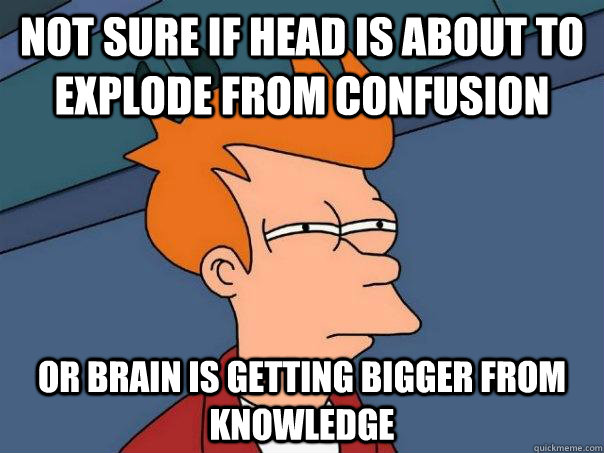 NOT SURE IF HEAD IS ABOUT TO
EXPLODE FROM CONFUSION
OR BRAIN IS GETTING BIGGER FROM
KNOWLEDGE
quickmeme.com